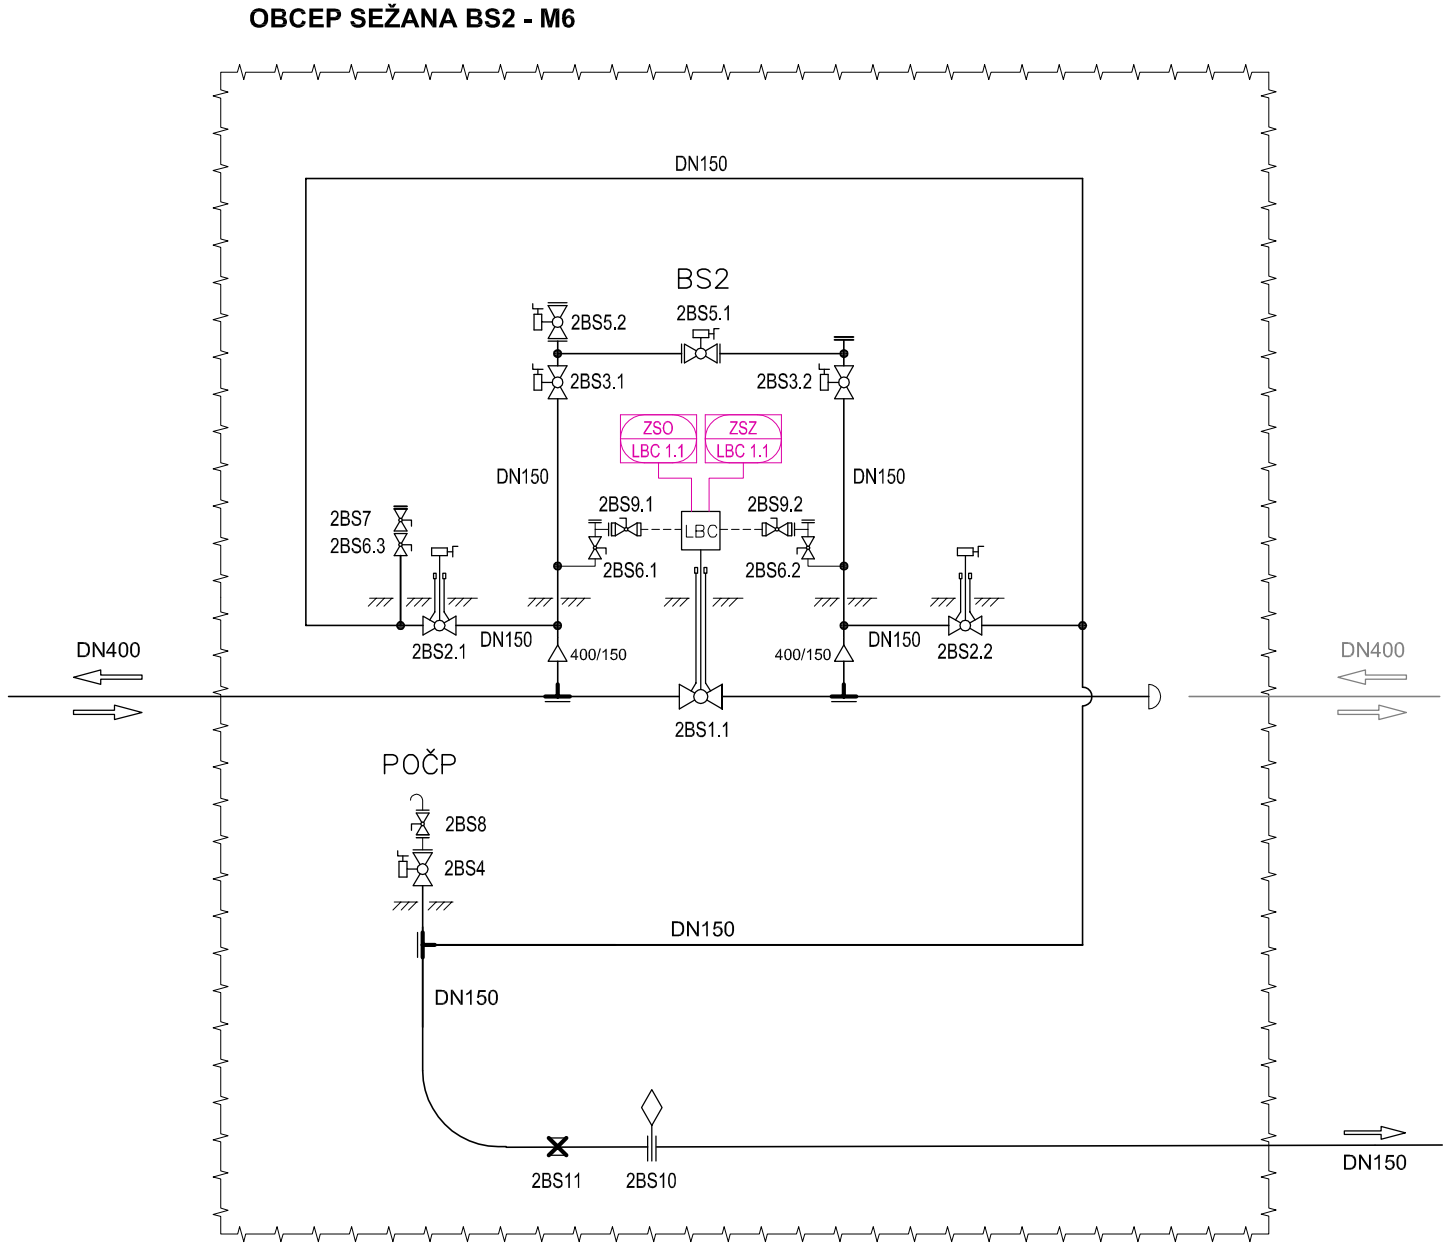 OBCEP SEŽANA BS2 - M6
DN150
BS2
2BS5.1
2BS5.2
2BS3.1
2BS3.2
ZSO
LBC 1.1
ZSZ
LBC 1.1
DN150
DN150
2BS9.1
2BS9.2
2BS7
2BS6.3
LBC
2BS6.1
2BS6.2
DN150
DN150
2BS2.1
2BS2.2
400/150
400/150
DN400
DN400
2BS1.1
POČP
2BS8
2BS4
DN150
DN150
2BS11
2BS10
DN150